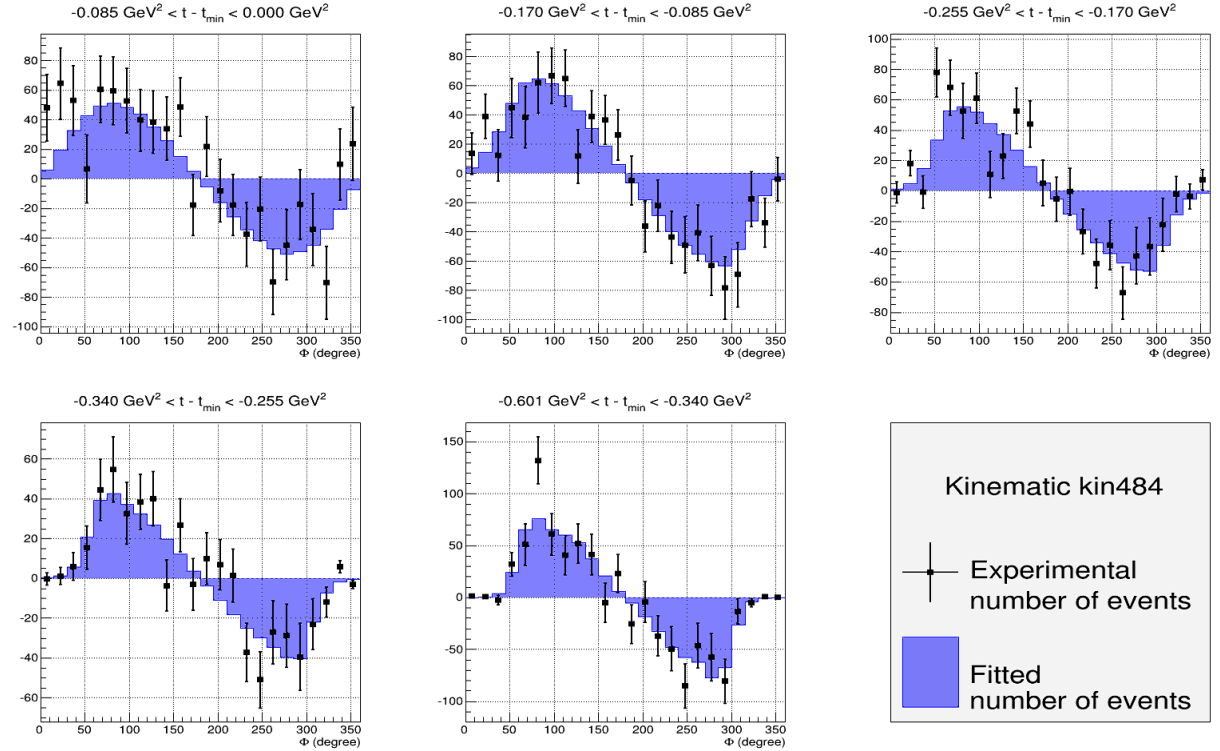 -0.085 GeV² < t - t_min < 0.000 GeV²
80
60
40
20
0
-20
-40
-60
-80
-100
0 50 100 150 200 250 300 350
Φ (degree)
-0.170 GeV² < t - t_min < -0.085 GeV²
80
60
40
20
0
-20
-40
-60
-80
-100
0 50 100 150 200 250 300 350
Φ (degree)
-0.255 GeV² < t - t_min < -0.170 GeV²
100
80
60
40
20
0
-20
-40
-60
-80
0 50 100 150 200 250 300 350
Φ (degree)
-0.340 GeV² < t - t_min < -0.255 GeV²
60
40
20
0
-20
-40
-60
0 50 100 150 200 250 300 350
Φ (degree)
-0.601 GeV² < t - t_min < -0.340 GeV²
150
100
50
0
-50
-100
0 50 100 150 200 250 300 350
Φ (degree)
Kinematic kin484
Experimental
number of events
Fitted
number of events